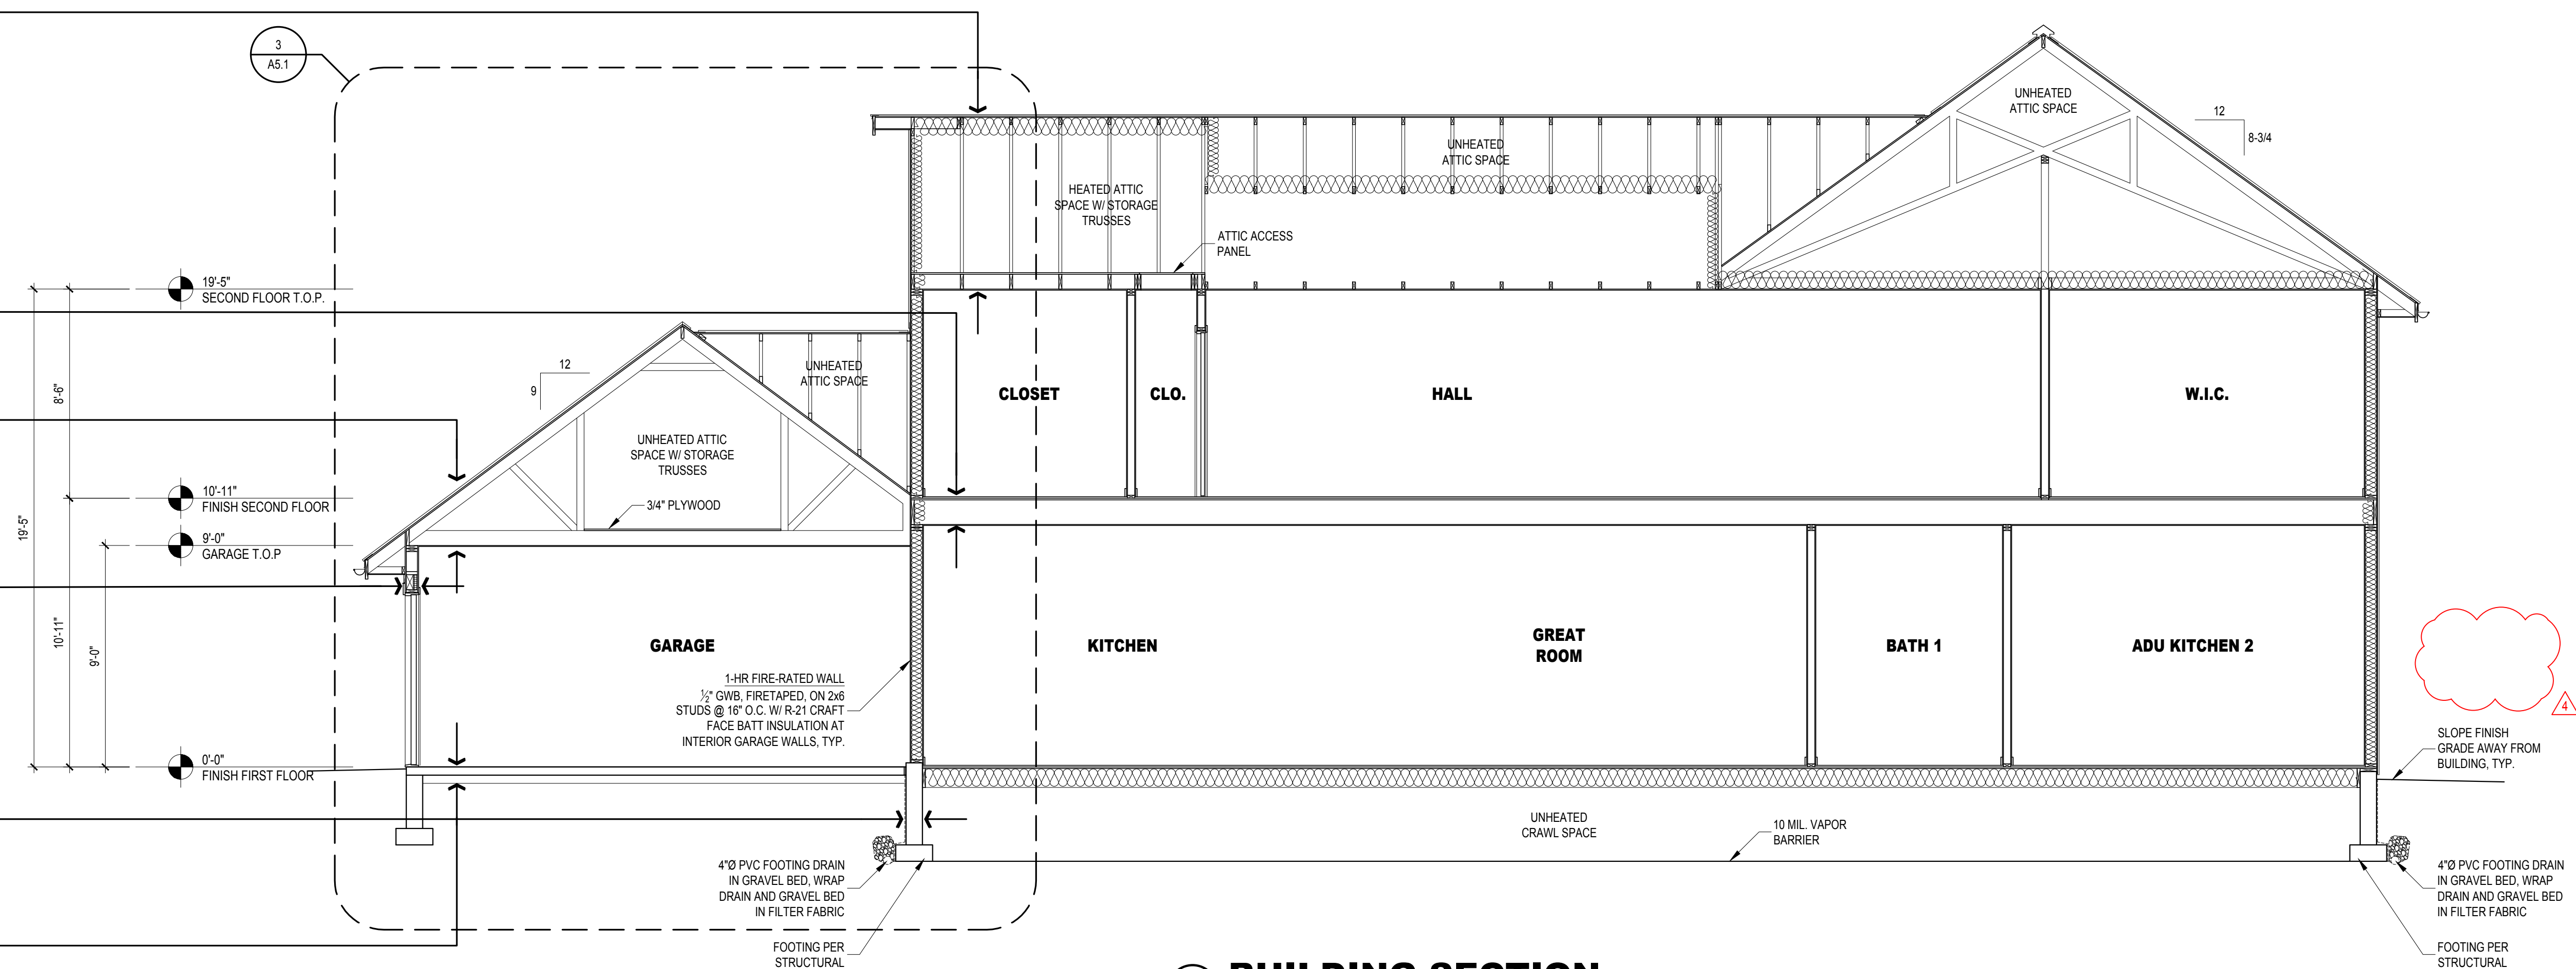 3
A5.1
UNHEATED
ATTIC SPACE
12
8-3/4
UNHEATED
ATTIC SPACE
HEATED ATTIC
SPACE W/ STORAGE
TRUSSES
ATTIC ACCESS
PANEL
19'-5"
SECOND FLOOR T.O.P.
12
9
UNHEATED
ATTIC SPACE
CLOSET
CLO.
HALL
W.I.C.
8'-6"
UNHEATED ATTIC
SPACE W/ STORAGE
TRUSSES
3/4" PLYWOOD
10'-11"
FINISH SECOND FLOOR
19'-5"
9'-0"
GARAGE T.O.P
10'-11"
9'-0"
GARAGE
KITCHEN
GREAT
ROOM
BATH 1
ADU KITCHEN 2
1-HR FIRE-RATED WALL
½" GWB, FIRETAPED, ON 2x6
STUDS @ 16" O.C. W/ R-21 CRAFT
FACE BATT INSULATION AT
INTERIOR GARAGE WALLS, TYP.
4
SLOPE FINISH
GRADE AWAY FROM
BUILDING, TYP.
0'-0"
FINISH FIRST FLOOR
UNHEATED
CRAWL SPACE
10 MIL. VAPOR
BARRIER
4"Ø PVC FOOTING DRAIN
IN GRAVEL BED, WRAP
DRAIN AND GRAVEL BED
IN FILTER FABRIC
4"Ø PVC FOOTING DRAIN
IN GRAVEL BED, WRAP
DRAIN AND GRAVEL BED
IN FILTER FABRIC
FOOTING PER
STRUCTURAL
FOOTING PER
STRUCTURAL
BUILDING SECTION